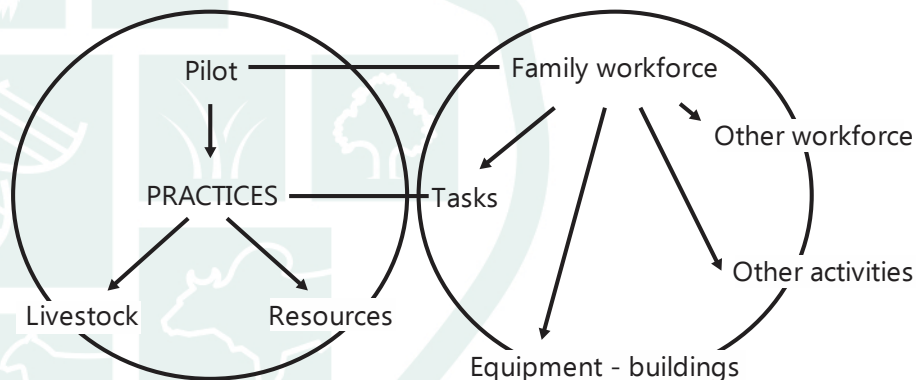 Pilot
Family workforce
Other workforce
PRACTICES
Tasks
Other activities
Livestock
Resources
Equipment - buildings